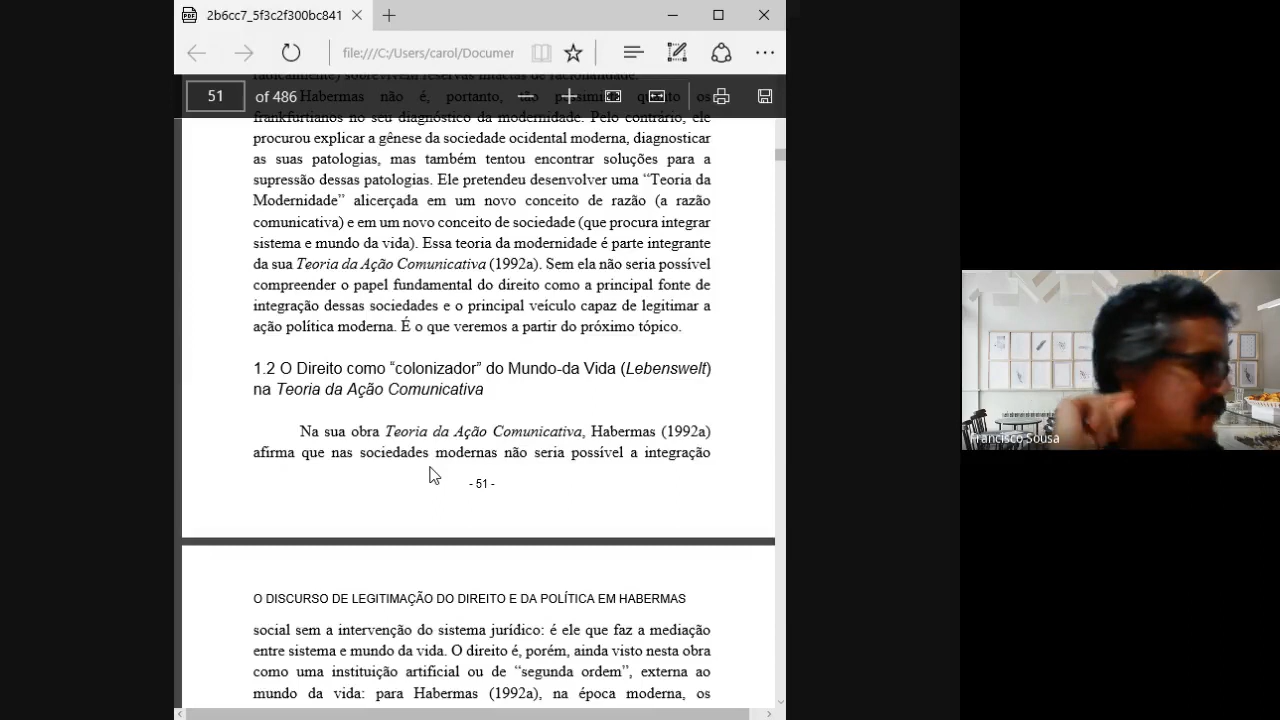 2b6cc7_5f3c2f300bc841
file:///C:/Users/carol/Documer
51 of 486
radicalmente) sobrevivem reservas intactas de racionalidade.
Habermas não é, portanto, tão pessimista quanto os
frankfurtianos no seu diagnóstico da modernidade. Pelo contrário, ele
procurou explicar a gênese da sociedade ocidental moderna, diagnosticar
as suas patologias, mas também tentou encontrar soluções para a
supressão dessas patologias. Ele pretendeu desenvolver uma “Teoria da
Modernidade” alicerçada em um novo conceito de razão (a razão
comunicativa) e em um novo conceito de sociedade (que procura integrar
sistema e mundo da vida). Essa teoria da modernidade é parte integrante
da sua Teoria da Ação Comunicativa (1992a). Sem ela não seria possível
compreender o papel fundamental do direito como a principal fonte de
integração dessas sociedades e o principal veículo capaz de legitimar a
ação política moderna. É o que veremos a partir do próximo tópico.
1.2 O Direito como “colonizador” do Mundo-da Vida (Lebenswelt)
na Teoria da Ação Comunicativa
Na sua obra Teoria da Ação Comunicativa, Habermas (1992a)
afirma que nas sociedades modernas não seria possível a integração
- 51 -
O DISCURSO DE LEGITIMAÇÃO DO DIREITO E DA POLÍTICA EM HABERMAS
social sem a intervenção do sistema jurídico: é ele que faz a mediação
entre sistema e mundo da vida. O direito é, porém, ainda visto nesta obra
como uma instituição artificial ou de “segunda ordem”, externa ao
mundo da vida: para Habermas (1992a), na época moderna, os
Francisco Sousa